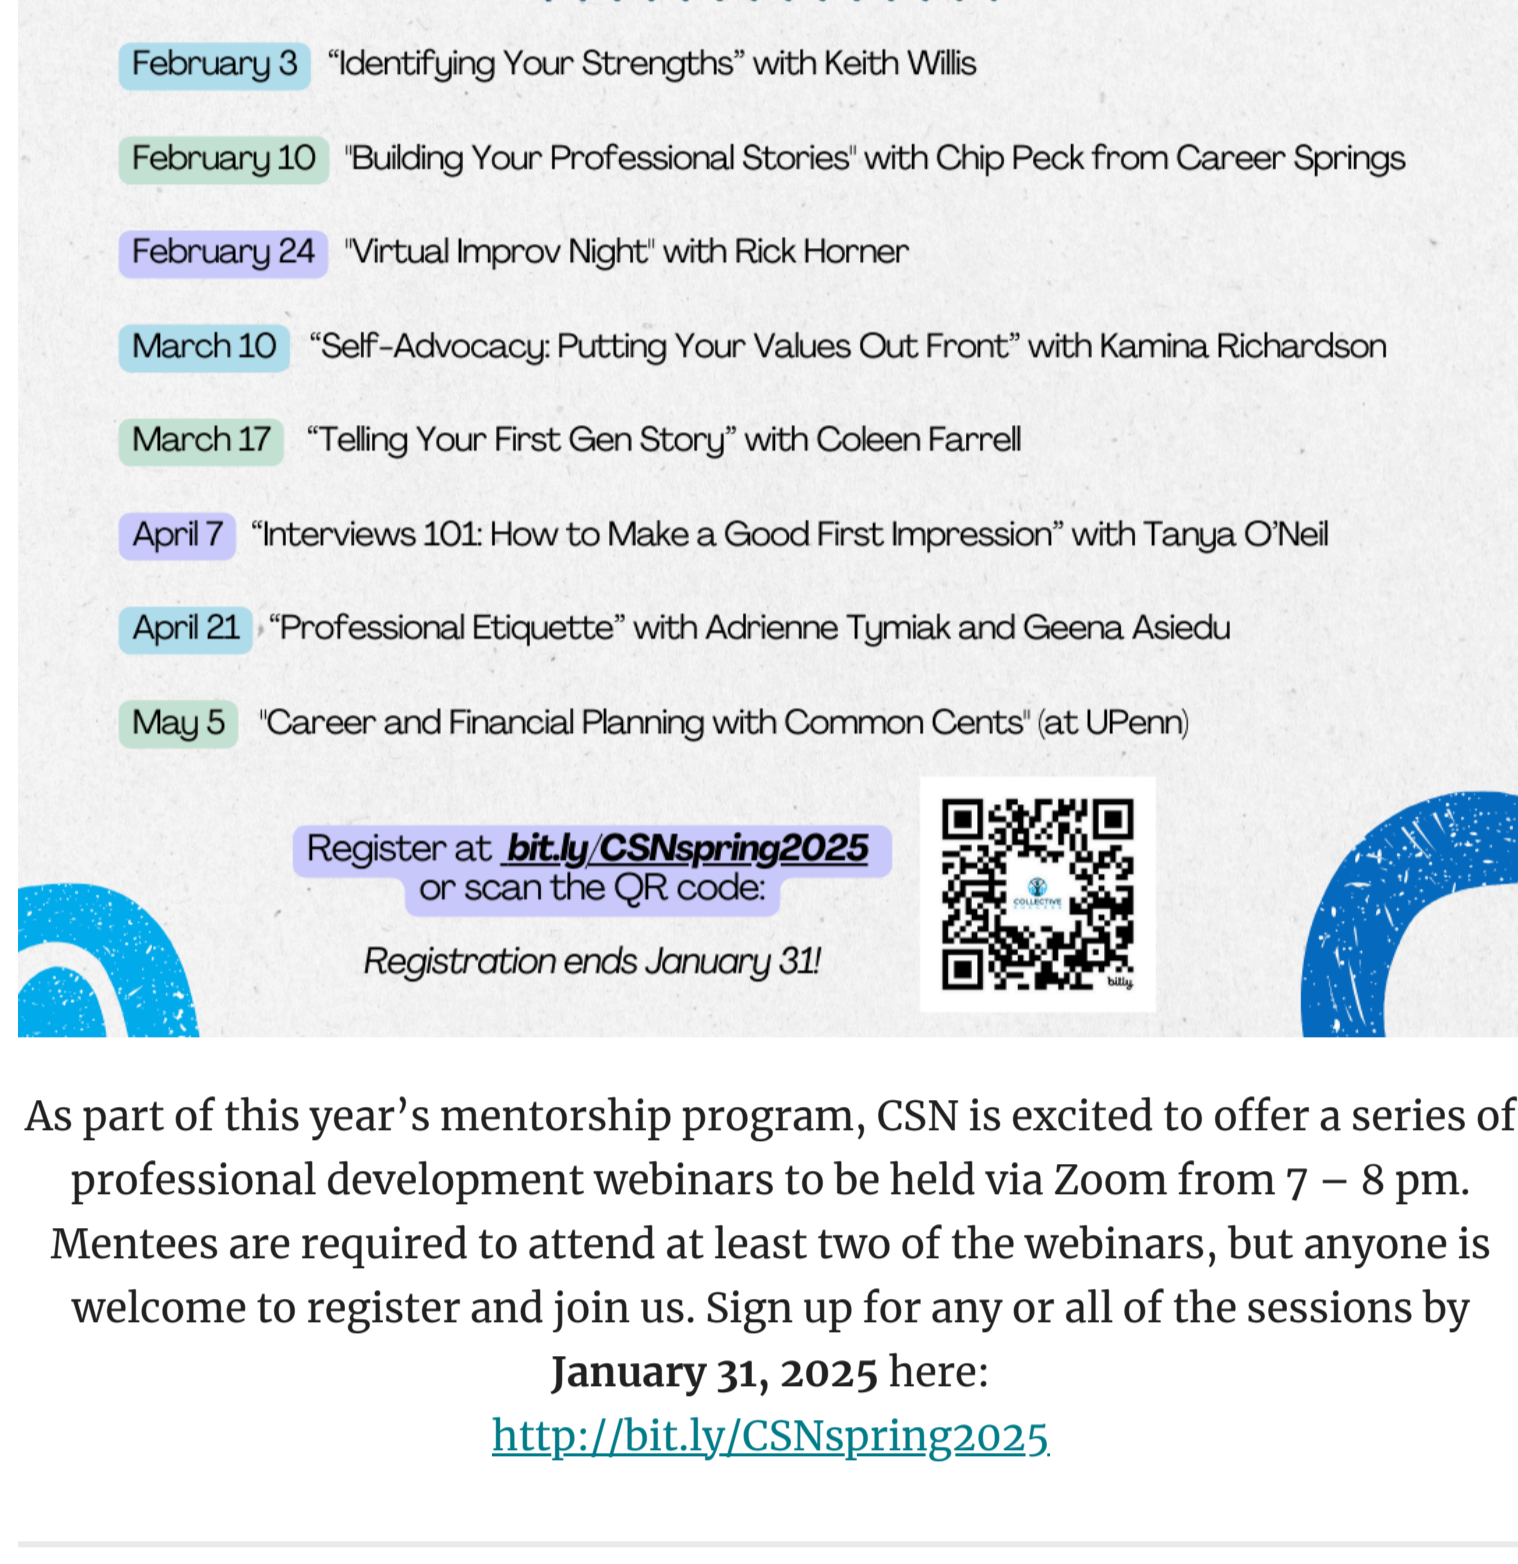 February 3 “Identifying Your Strengths” with Keith Willis
February 10 "Building Your Professional Stories" with Chip Peck from Career Springs
February 24 "Virtual Improv Night" with Rick Horner
March 10 “Self-Advocacy: Putting Your Values Out Front” with Kamina Richardson
March 17 “Telling Your First Gen Story” with Coleen Farrell
April 7 “Interviews 101: How to Make a Good First Impression” with Tanya O’Neil
April 21 “Professional Etiquette” with Adrienne Tymiak and Geena Asiedu
May 5 "Career and Financial Planning with Common Cents" (at UPenn)
Register at bit.ly/CSNspring2025
or scan the QR code:
Registration ends January 31!
COLLECTIVE
bitly
As part of this year’s mentorship program, CSN is excited to offer a series of
professional development webinars to be held via Zoom from 7 – 8 pm.
Mentees are required to attend at least two of the webinars, but anyone is
welcome to register and join us. Sign up for any or all of the sessions by
January 31, 2025 here:
http://bit.ly/CSNspring2025